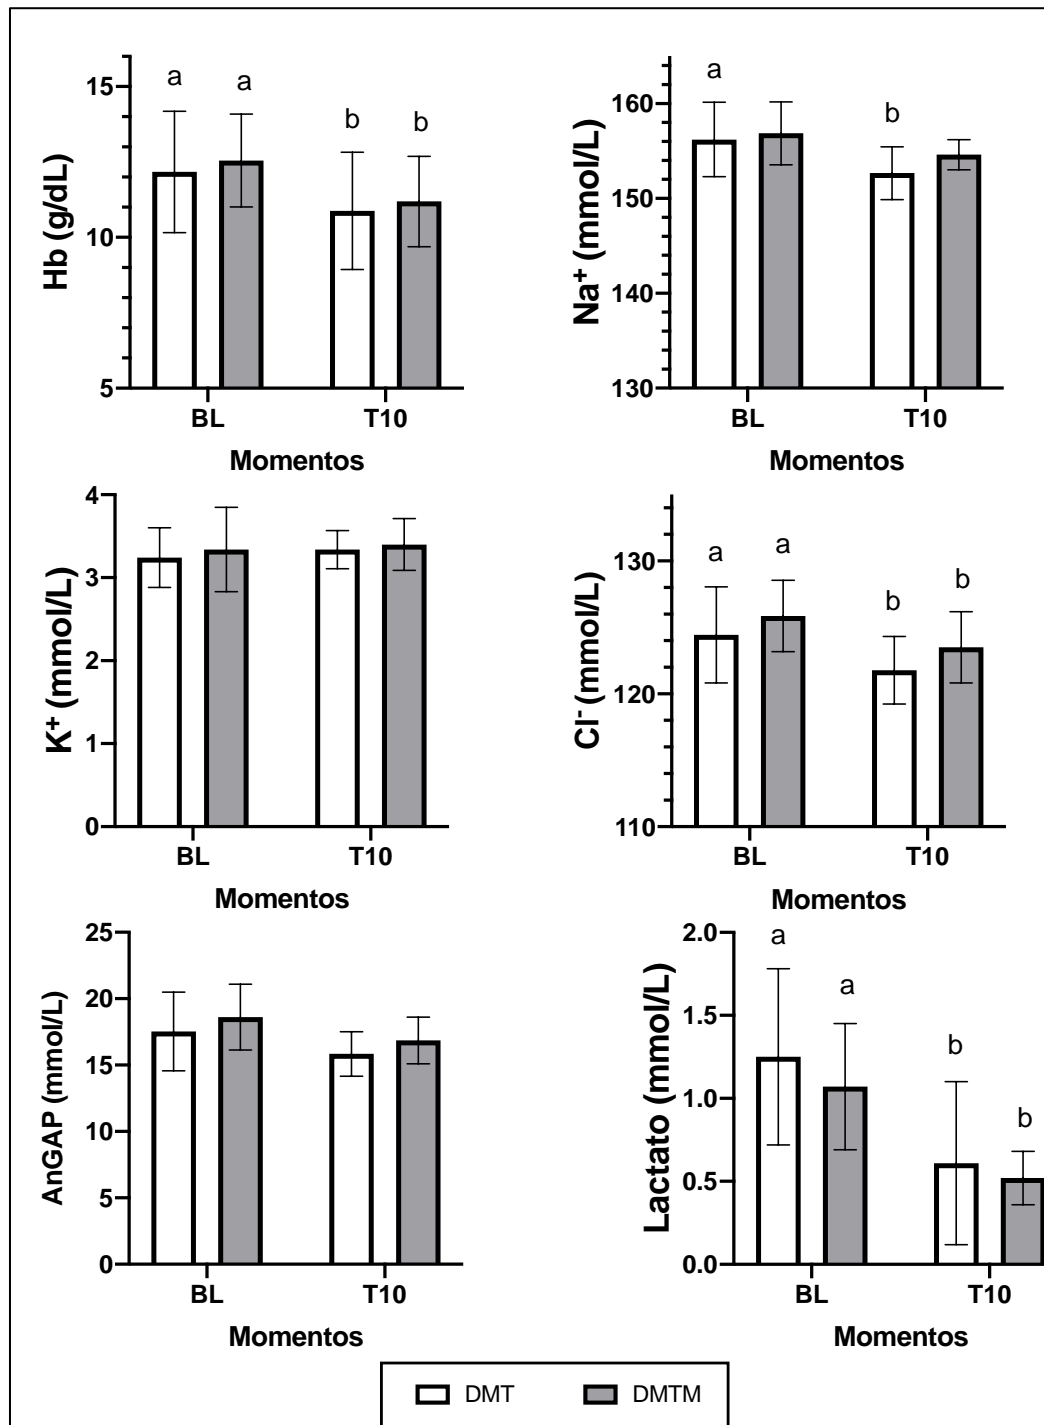 Hb (g/dL)
15
10
5
a
a
b
b
BL
T10
Momentos
Na⁺ (mmol/L)
160
150
140
130
a
b
BL
T10
Momentos
K⁺ (mmol/L)
4
3
2
1
0
BL
T10
Momentos
Cl⁻ (mmol/L)
130
120
110
a
a
b
b
BL
T10
Momentos
AnGAP (mmol/L)
25
20
15
10
5
0
BL
T10
Momentos
Lactato (mmol/L)
2.0
1.5
1.0
0.5
0.0
a
a
b
b
BL
T10
Momentos
DMT
DMTM